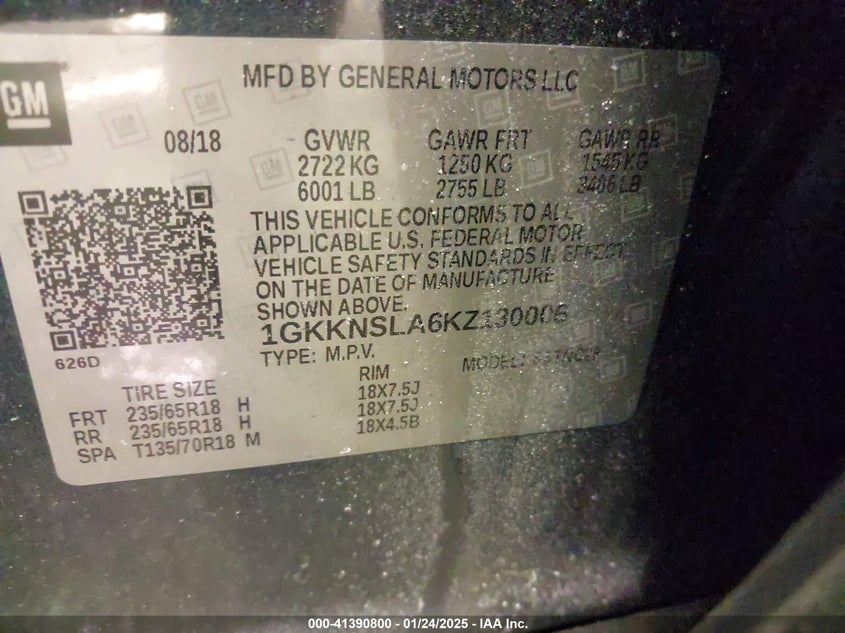 GM
MFD BY GENERAL MOTORS LLC
08/18 GVWR GAWR FRT GAWR RR
2722 KG 1250 KG 1545 KG
6001 LB 2755 LB 3406 LB
THIS VEHICLE CONFORMS TO ALL
APPLICABLE U.S. FEDERAL MOTOR
VEHICLE SAFETY STANDARDS IN EFFECT
ON THE DATE OF MANUFACTURE
SHOWN ABOVE.
1GKKNSLA6KZ130006
626D
TYPE: M.P.V. MODEL:
TIRE SIZE RIM
FRT 235/65R18 H 18X7.5J
RR 235/65R18 H 18X7.5J
SPA T135/70R18 M 18X4.5B
000-41390800 - 01/24/2025 - IAA Inc.